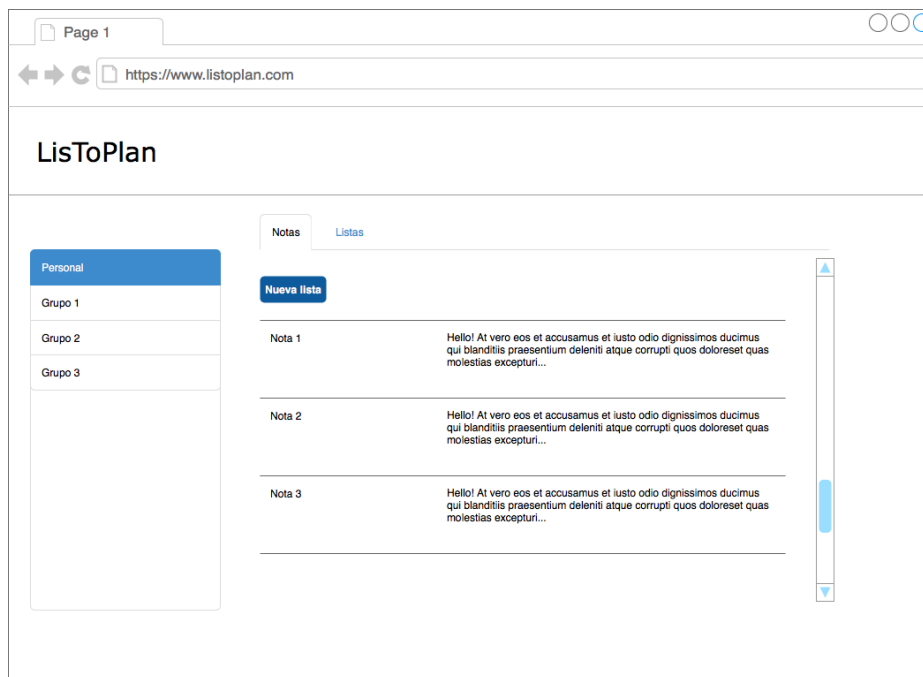 Page 1
https://www.listoplan.com
LisToPlan
Notas
Listas
Personal
Grupo 1
Grupo 2
Grupo 3
Nueva lista
Nota 1
Hello! At vero eos et accusamus et iusto odio dignissimos ducimus
qui blanditiis praesentium deleniti atque corrupti quos doloreset quas
molestias excepturi...
Nota 2
Hello! At vero eos et accusamus et iusto odio dignissimos ducimus
qui blanditiis praesentium deleniti atque corrupti quos doloreset quas
molestias excepturi...
Nota 3
Hello! At vero eos et accusamus et iusto odio dignissimos ducimus
qui blanditiis praesentium deleniti atque corrupti quos doloreset quas
molestias excepturi...